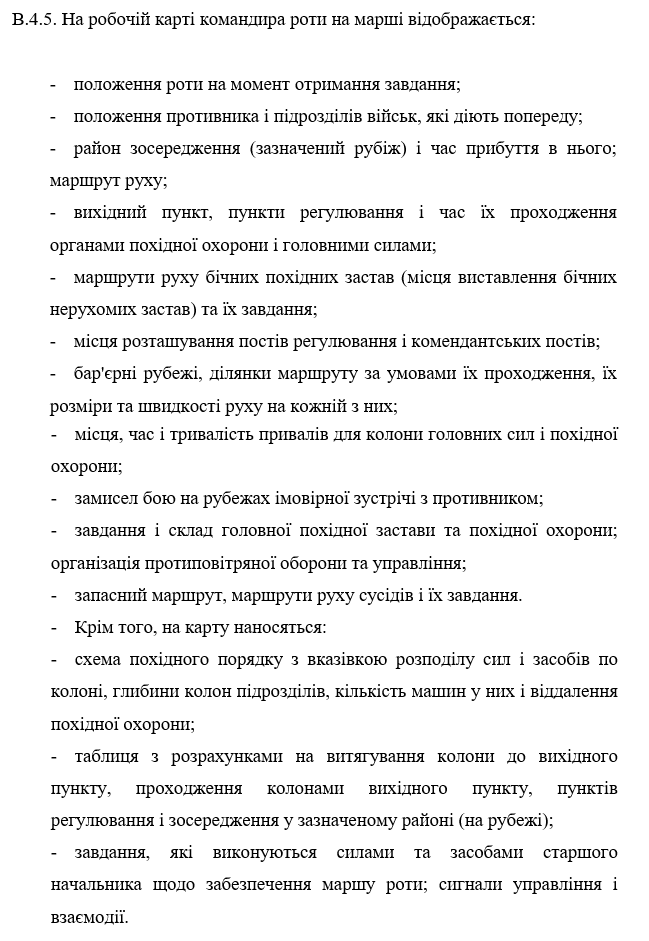 В.4.5. На робочій карті командира роти на марші відображається:
- положення роти на момент отримання завдання;
- положення противника і підрозділів військ, які діють попереду;
- район зосередження (зазначений рубіж) і час прибуття в нього;
маршрут руху;
- вихідний пункт, пункти регулювання і час їх проходження
органами похідної охорони і головними силами;
- маршрути руху бічних похідних застав (місця виставлення бічних
нерухомих застав) та їх завдання;
- місця розташування постів регулювання і комендантських постів;
- бар'єрні рубежі, ділянки маршруту за умовами їх проходження, їх
розміри та швидкості руху на кожній з них;
- місця, час і тривалість привалів для колони головних сил і похідної
охорони;
- замисел бою на рубежах імовірної зустрічі з противником;
- завдання і склад головної похідної застави та похідної охорони;
організація протиповітряної оборони та управління;
- запасний маршрут, маршрути руху сусідів і їх завдання.
- Крім того, на карту наносяться:
- схема похідного порядку з вказівкою розподілу сил і засобів по
колоні, глибини колон підрозділів, кількість машин у них і віддалення
похідної охорони;
- таблиця з розрахунками на витягування колони до вихідного
пункту, проходження колонами вихідного пункту, пунктів
регулювання і зосередження у зазначеному районі (на рубежі);
- завдання, які виконуються силами та засобами старшого
начальника щодо забезпечення маршу роти; сигнали управління і
взаємодії.